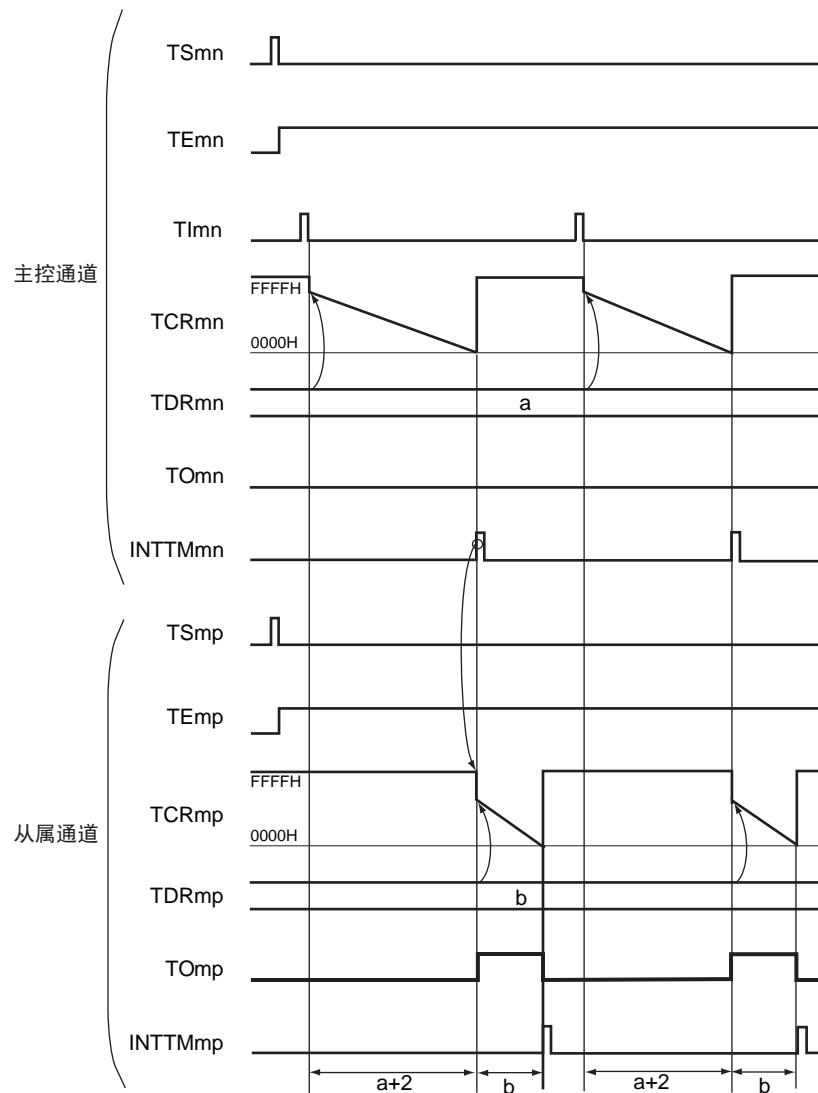 TSmn
TEmn
TImn
主控通道
FFFFH
TCRmn
0000H
TDRmn
a
TOmn
INTTMmn
TSmp
TEmp
FFFFH
TCRmp
从属通道
0000H
TDRmp
b
TOmp
INTTMmp
a+2 b a+2 b